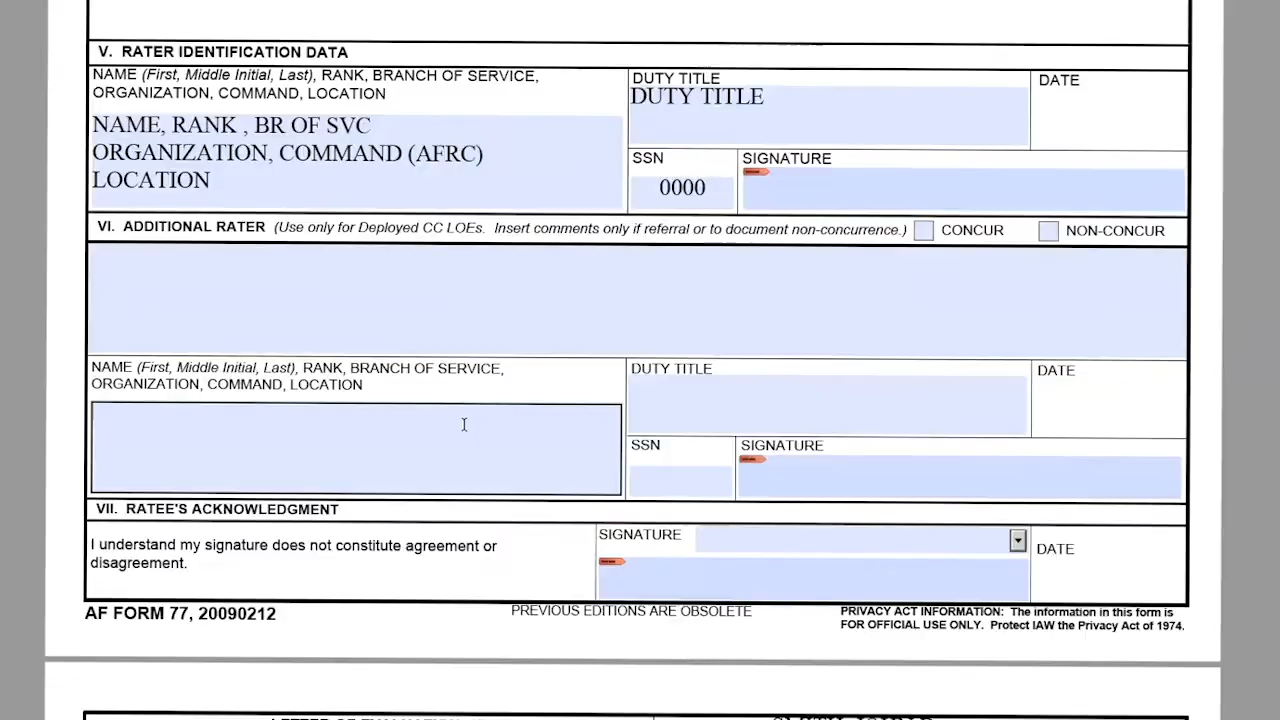 V. RATER IDENTIFICATION DATA
NAME (First, Middle Initial, Last), RANK, BRANCH OF SERVICE,
ORGANIZATION, COMMAND, LOCATION
NAME, RANK , BR OF SVC
ORGANIZATION, COMMAND (AFRC)
LOCATION
DUTY TITLE
DUTY TITLE
DATE
SSN
0000
SIGNATURE
VI. ADDITIONAL RATER (Use only for Deployed CC LOEs. Insert comments only if referral or to document non-concurrence.) CONCUR NON-CONCUR
NAME (First, Middle Initial, Last), RANK, BRANCH OF SERVICE,
ORGANIZATION, COMMAND, LOCATION
DUTY TITLE
DATE
SSN
SIGNATURE
VII. RATEE'S ACKNOWLEDGMENT
I understand my signature does not constitute agreement or
disagreement.
SIGNATURE
DATE
AF FORM 77, 20090212
PREVIOUS EDITIONS ARE OBSOLETE
PRIVACY ACT INFORMATION: The information in this form is
FOR OFFICIAL USE ONLY. Protect IAW the Privacy Act of 1974.